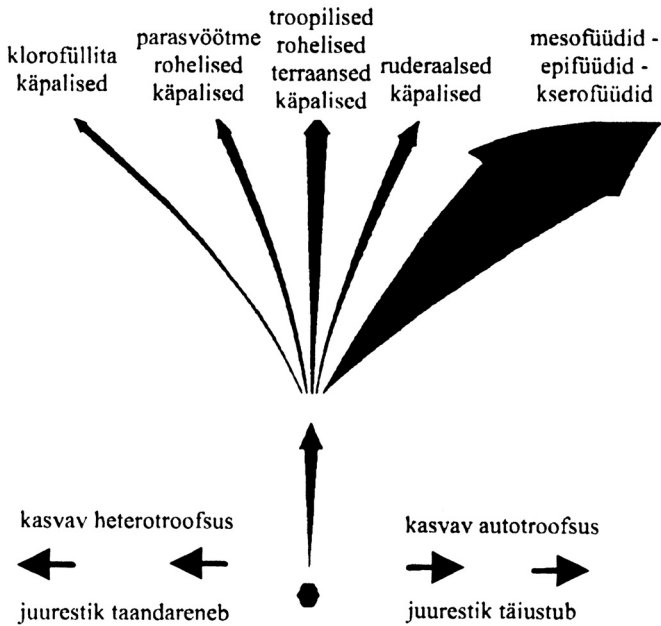 klorofüllita
käpalised
parasvöötme
rohelised
käpalised
troopilised
rohelised
terraansed
käpalised
ruderaalsed
käpalised
mesofüüdid -
epifüüdid -
kserofüüdid
kasvav heterotroofsus
kasvav autotroofsus
juurestik taandareneb
juurestik täiustub